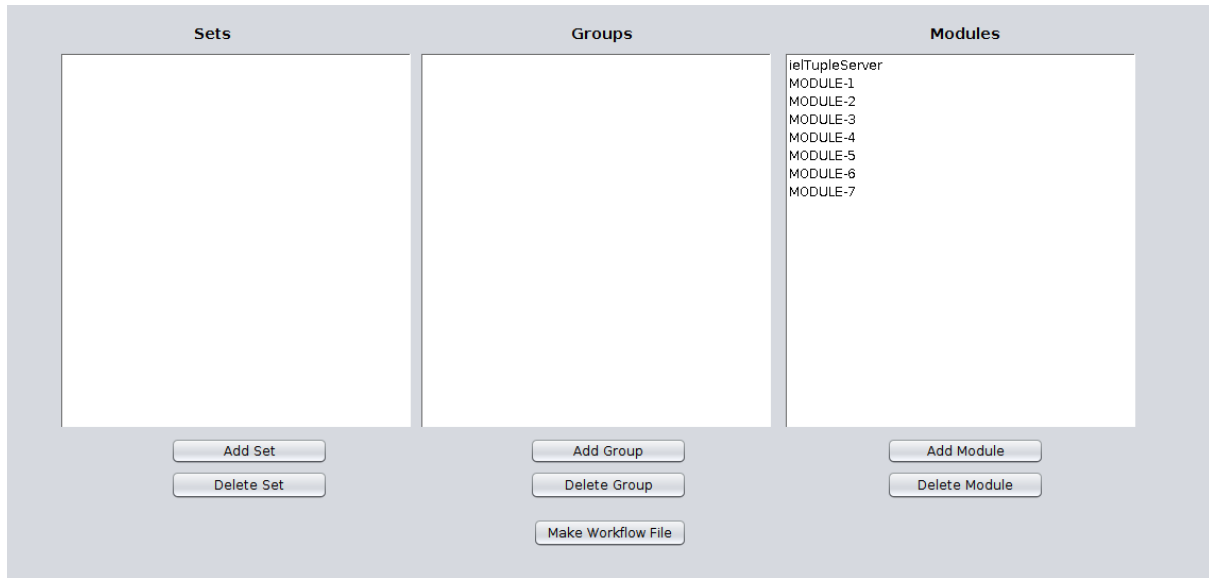 Sets
Groups
Modules
ielTupleServer
MODULE-1
MODULE-2
MODULE-3
MODULE-4
MODULE-5
MODULE-6
MODULE-7
Add Set
Add Group
Add Module
Delete Set
Delete Group
Delete Module
Make Workflow File